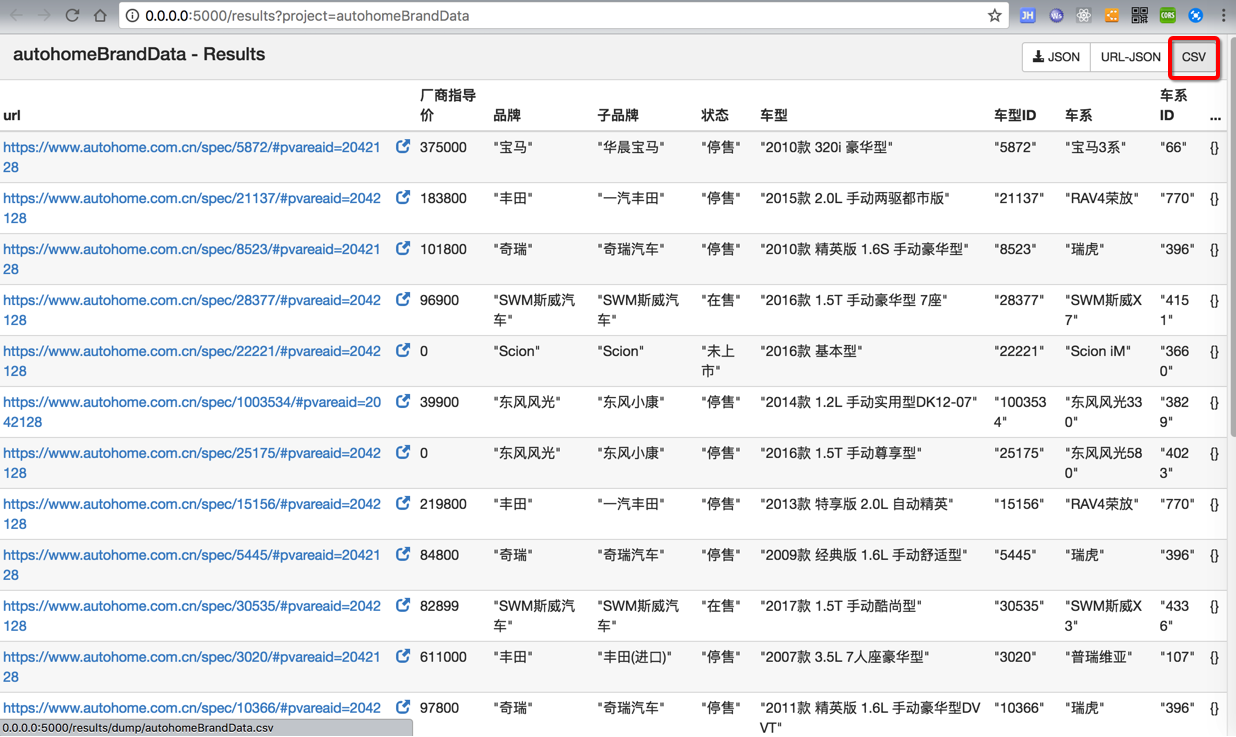 0.0.0.0:5000/results?project=autohomeBrandData
JH
Ws
CORS
autohomeBrandData - Results
JSON
URL-JSON
CSV
url 厂商指导价 品牌 子品牌 状态 车型 车型ID 车系 车系ID ...
https://www.autohome.com.cn/spec/5872/#pvareaid=2042128 375000 "宝马" "华晨宝马" "停售" "2010款 320i 豪华型" "5872" "宝马3系" "66" {}
https://www.autohome.com.cn/spec/21137/#pvareaid=2042128 183800 "丰田" "一汽丰田" "停售" "2015款 2.0L 手动两驱都市版" "21137" "RAV4荣放" "770" {}
https://www.autohome.com.cn/spec/8523/#pvareaid=2042128 101800 "奇瑞" "奇瑞汽车" "停售" "2010款 精英版 1.6S 手动豪华型" "8523" "瑞虎" "396" {}
https://www.autohome.com.cn/spec/28377/#pvareaid=2042128 96900 "SWM斯威汽车" "SWM斯威汽车" "在售" "2016款 1.5T 手动豪华型 7座" "28377" "SWM斯威X7" "4151" {}
https://www.autohome.com.cn/spec/22221/#pvareaid=2042128 0 "Scion" "Scion" "未上市" "2016款 基本型" "22221" "Scion iM" "3660" {}
https://www.autohome.com.cn/spec/1003534/#pvareaid=2042128 39900 "东风风光" "东风小康" "停售" "2014款 1.2L 手动实用型DK12-07" "1003534" "东风风光330" "3829" {}
https://www.autohome.com.cn/spec/25175/#pvareaid=2042128 0 "东风风光" "东风小康" "停售" "2016款 1.5T 手动尊享型" "25175" "东风风光580" "4023" {}
https://www.autohome.com.cn/spec/15156/#pvareaid=2042128 219800 "丰田" "一汽丰田" "停售" "2013款 特享版 2.0L 自动精英" "15156" "RAV4荣放" "770" {}
https://www.autohome.com.cn/spec/5445/#pvareaid=2042128 84800 "奇瑞" "奇瑞汽车" "停售" "2009款 经典版 1.6L 手动舒适型" "5445" "瑞虎" "396" {}
https://www.autohome.com.cn/spec/30535/#pvareaid=2042128 82899 "SWM斯威汽车" "SWM斯威汽车" "在售" "2017款 1.5T 手动酷尚型" "30535" "SWM斯威X3" "4336" {}
https://www.autohome.com.cn/spec/3020/#pvareaid=2042128 611000 "丰田" "丰田(进口)" "停售" "2007款 3.5L 7人座豪华型" "3020" "普瑞维亚" "107" {}
https://www.autohome.com.cn/spec/10366/#pvareaid=2042 97800 "奇瑞" "奇瑞汽车" "停售" "2011款 精英版 1.6L 手动豪华型DVVT" "10366" "瑞虎" "396" {}
0.0.0.0:5000/results/dump/autohomeBrandData.csv